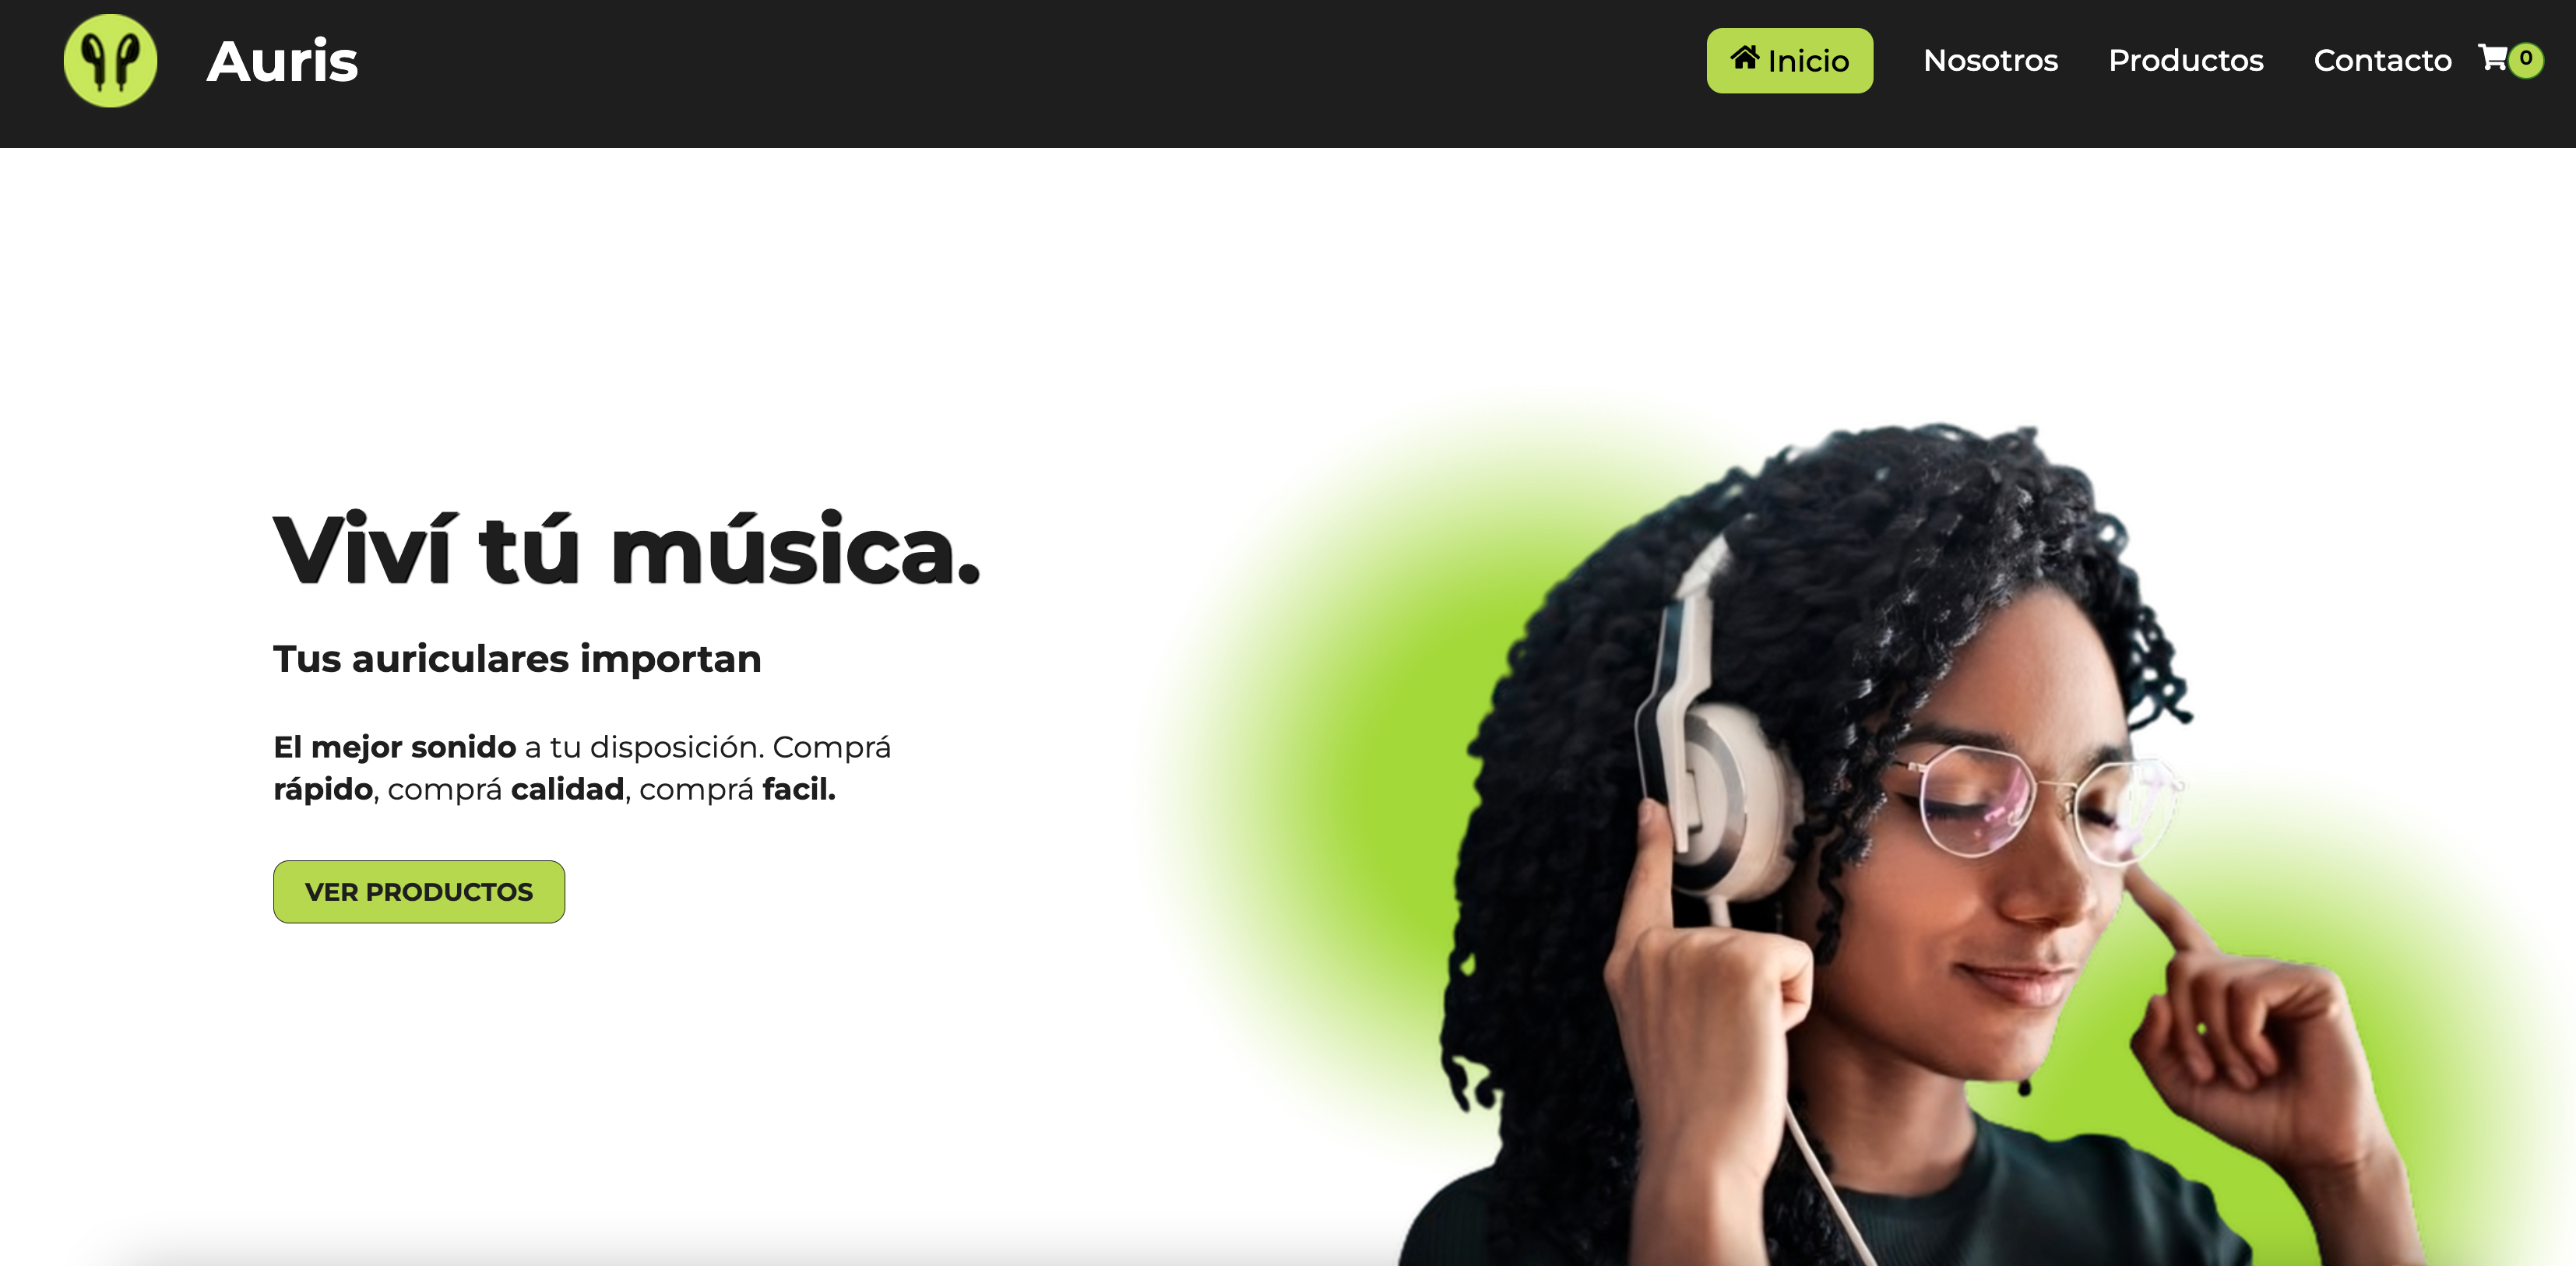 Auris
Inicio
Nosotros
Productos
Contacto
0
Viví tú música.
Tus auriculares importan
El mejor sonido a tu disposición. Comprá
rápido, comprá calidad, comprá facil.
VER PRODUCTOS